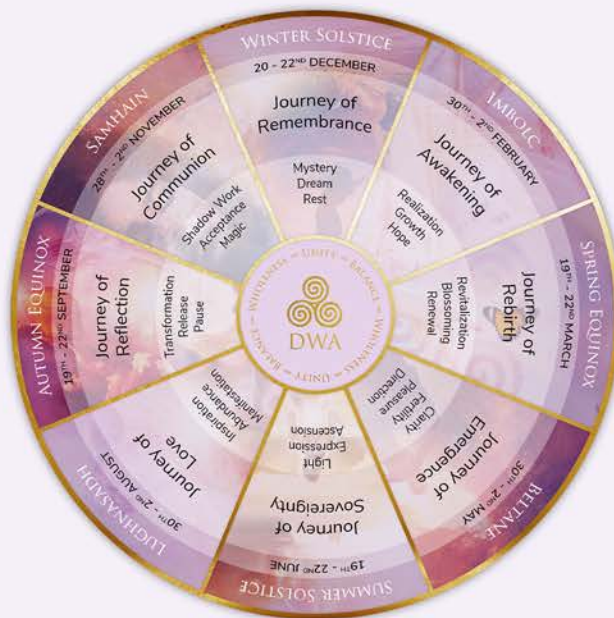 WINTER SOLSTICE
20 - 22ND DECEMBER
Journey of
Remembrance
Mystery
Dream
Rest
IMBOLC
30TH - 2ND FEBRUARY
Journey of
Awakening
Realization
Growth
Hope
SPRING EQUINOX
19TH - 22ND MARCH
Journey of
Rebirth
Revitalization
Blossoming
Renewal
BELTANE
30TH - 2ND MAY
Journey of
Emergence
Clarity
Fertility
Pleasure
Direction
SUMMER SOLSTICE
19TH - 22ND JUNE
Journey of
Sovereignty
Light
Expression
Ascension
LUGHNASADH
30TH - 2ND AUGUST
Journey of
Love
Inspiration
Abundance
Manifestation
AUTUMN EQUINOX
19TH - 22ND SEPTEMBER
Journey of
Reflection
Transformation
Release
Pause
SAMHAIN
28TH - 2ND NOVEMBER
Journey of
Communion
Shadow Work
Acceptance
Magic
WHOLENESS ∞ UNITY ∞ BALANCE ∞ WHOLENESS ∞ UNITY ∞ BALANCE ∞
DWA